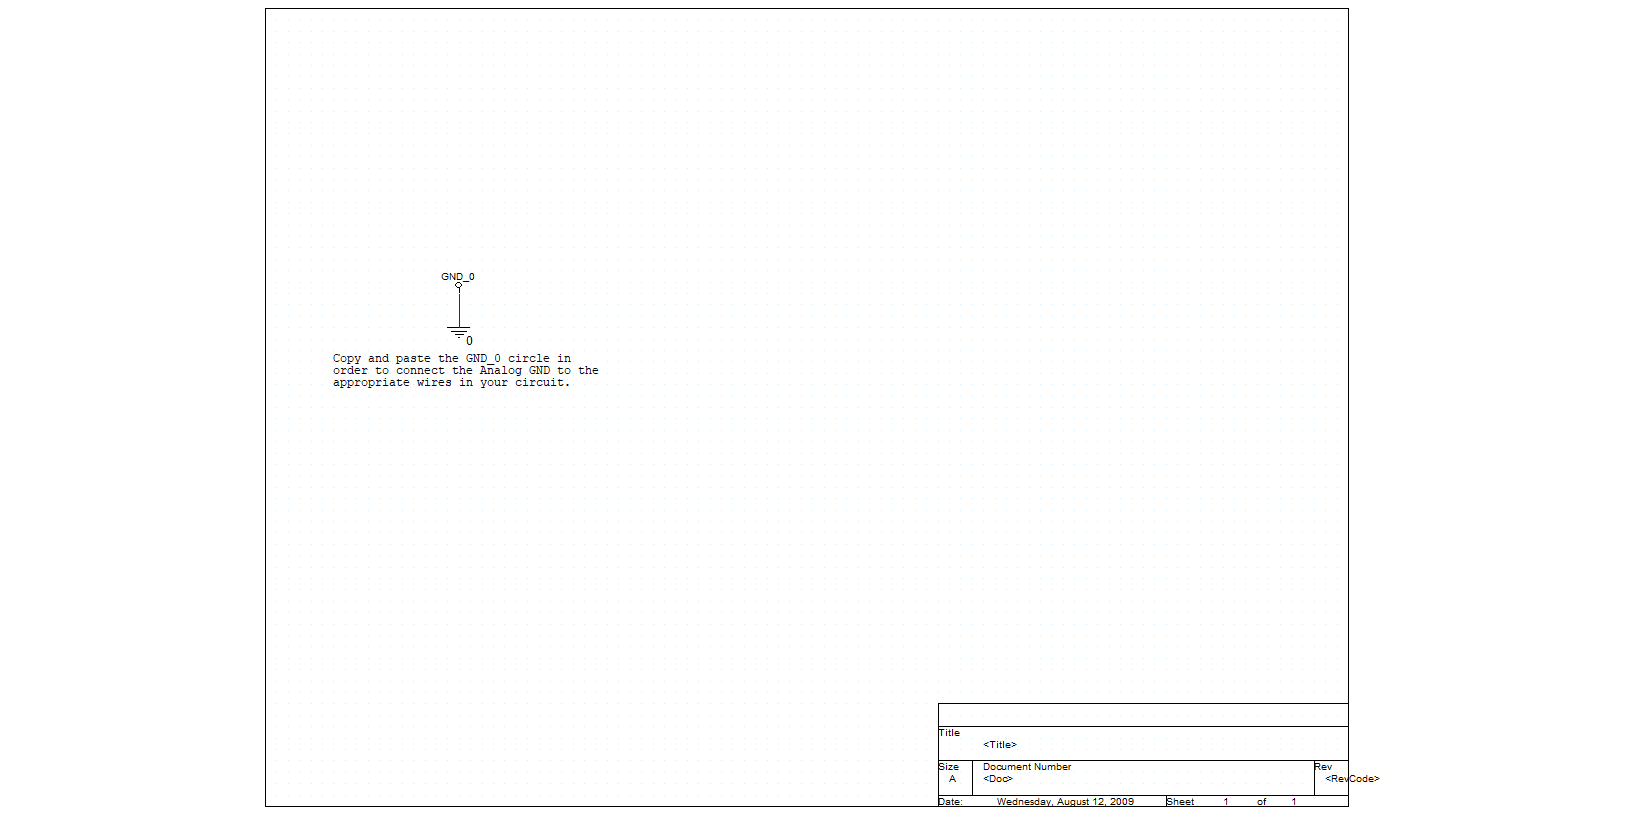 GND_0
0
Copy and paste the GND_0 circle in
order to connect the Analog GND to the
appropriate wires in your circuit.
Title
<Title>
Size Document Number Rev
A <Doc> <RevCode>
Date: Wednesday, August 12, 2009 Sheet 1 of 1